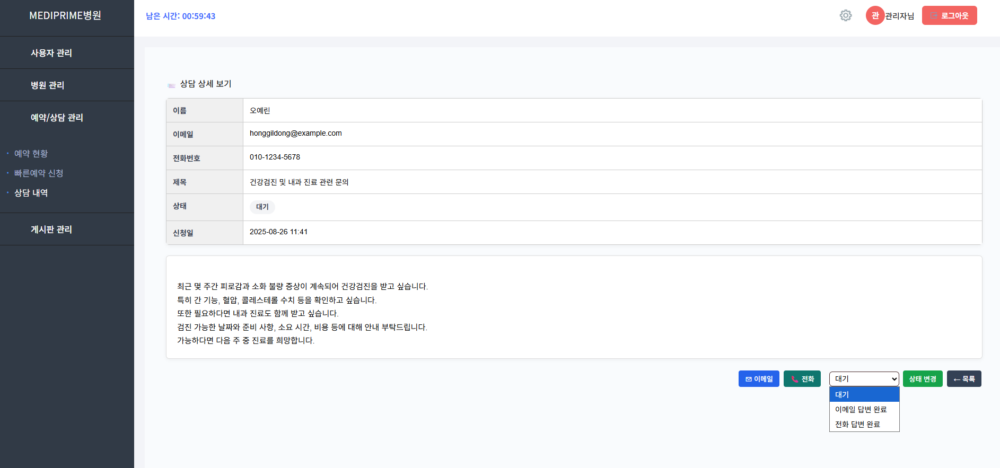 MEDIPRIME병원
남은 시간: 00:59:43
관
관리자님
로그아웃
사용자 관리
병원 관리
예약/상담 관리
· 예약 현황
· 빠른예약 신청
· 상담 내역
게시판 관리
상담 상세 보기
이름 오예린
이메일 honggildong@example.com
전화번호 010-1234-5678
제목 건강검진 및 내과 진료 관련 문의
상태 대기
신청일 2025-08-26 11:41
최근 몇 주간 피로감과 소화 불량 증상이 계속되어 건강검진을 받고 싶습니다.
특히 간 기능, 혈압, 콜레스테롤 수치 등을 확인하고 싶습니다.
또한 필요하다면 내과 진료도 함께 받고 싶습니다.
검진 가능한 날짜와 준비 사항, 소요 시간, 비용 등에 대해 안내 부탁드립니다.
가능하다면 다음 주 중 진료를 희망합니다.
이메일 전화 대기 상태 변경 ←목록
대기
이메일 답변 완료
전화 답변 완료